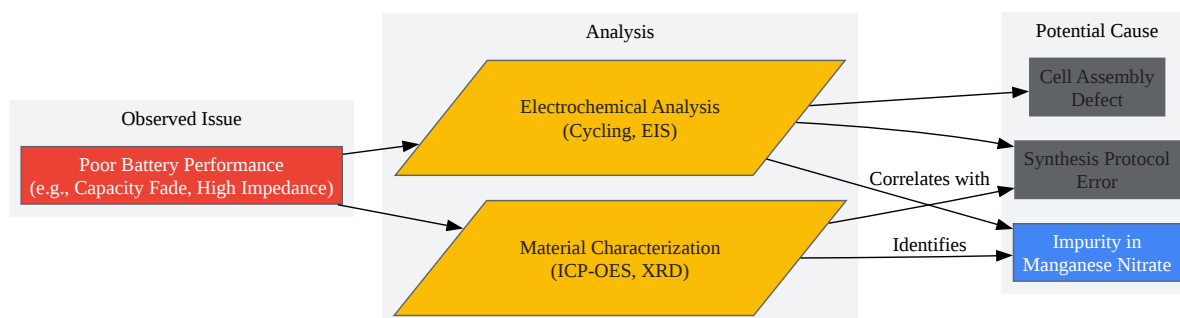 Observed Issue
Poor Battery Performance
(e.g., Capacity Fade, High Impedance)
Analysis
Electrochemical Analysis
(Cycling, EIS)
Material Characterization
(ICP-OES, XRD)
Correlates with
Identifies
Potential Cause
Cell Assembly
Defect
Synthesis Protocol
Error
Impurity in
Manganese Nitrate